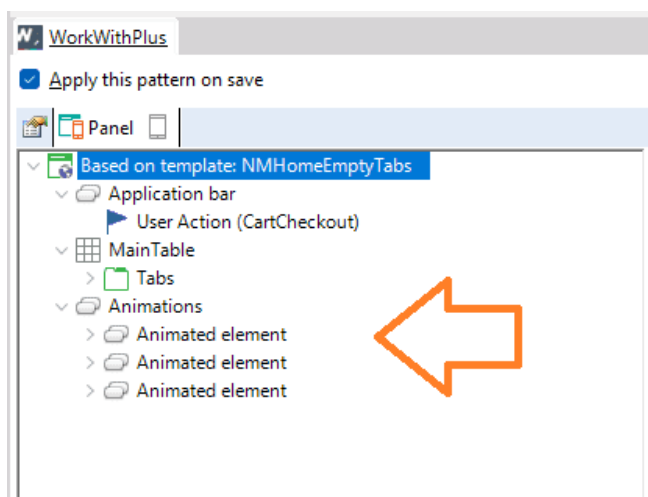 WorkWithPlus
Apply this pattern on save
Panel
Based on template: NMHomeEmptyTabs
Application bar
User Action (CartCheckout)
MainTable
Tabs
Animations
Animated element
Animated element
Animated element